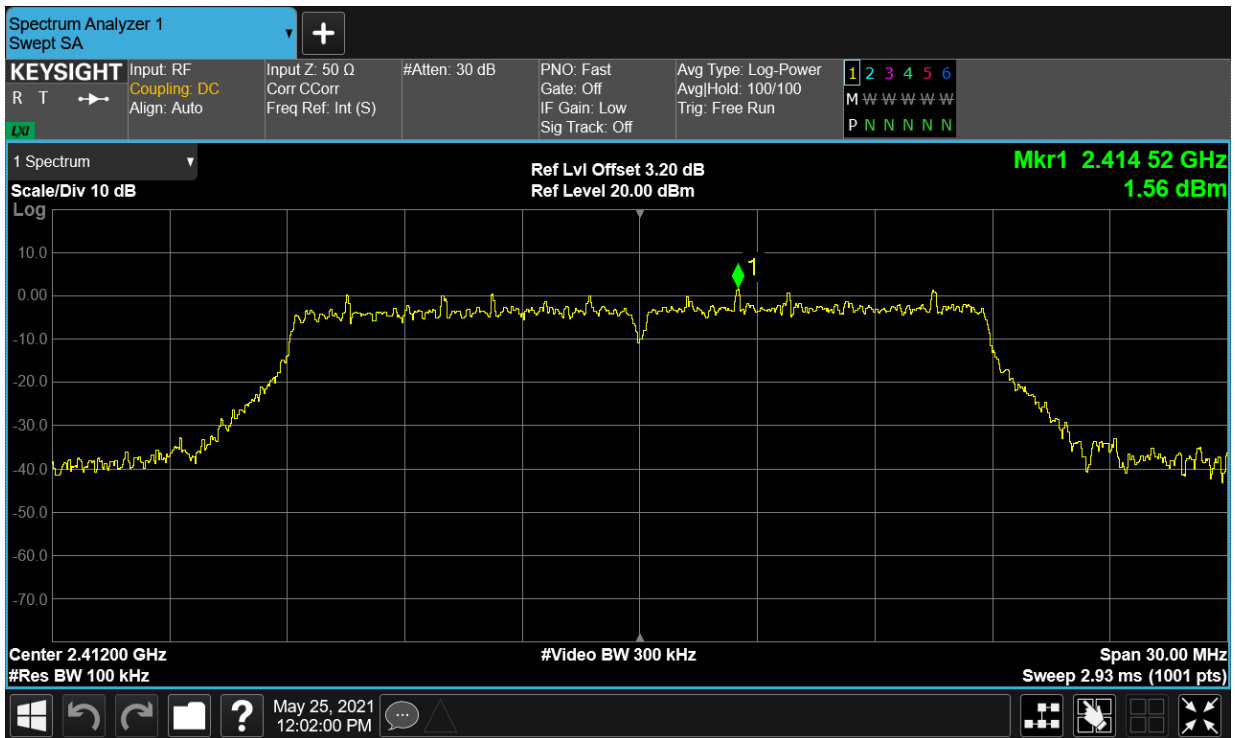 Spectrum Analyzer 1
Swept SA
+
KEYSIGHT
R T
LXI
Input: RF
Coupling: DC
Align: Auto
Input Z: 50 Ω
Corr CCorr
Freq Ref: Int (S)
#Atten: 30 dB
PNO: Fast
Gate: Off
IF Gain: Low
Sig Track: Off
Avg Type: Log-Power
Avg|Hold: 100/100
Trig: Free Run
1 2 3 4 5 6
M W W W W W
P N N N N N
1 Spectrum
Scale/Div 10 dB
Log
Ref Lvl Offset 3.20 dB
Ref Level 20.00 dBm
Mkr1 2.414 52 GHz
1.56 dBm
1
10.0
0.00
-10.0
-20.0
-30.0
-40.0
-50.0
-60.0
-70.0
Center 2.41200 GHz
#Res BW 100 kHz
#Video BW 300 kHz
Span 30.00 MHz
Sweep 2.93 ms (1001 pts)
?
May 25, 2021
12:02:00 PM